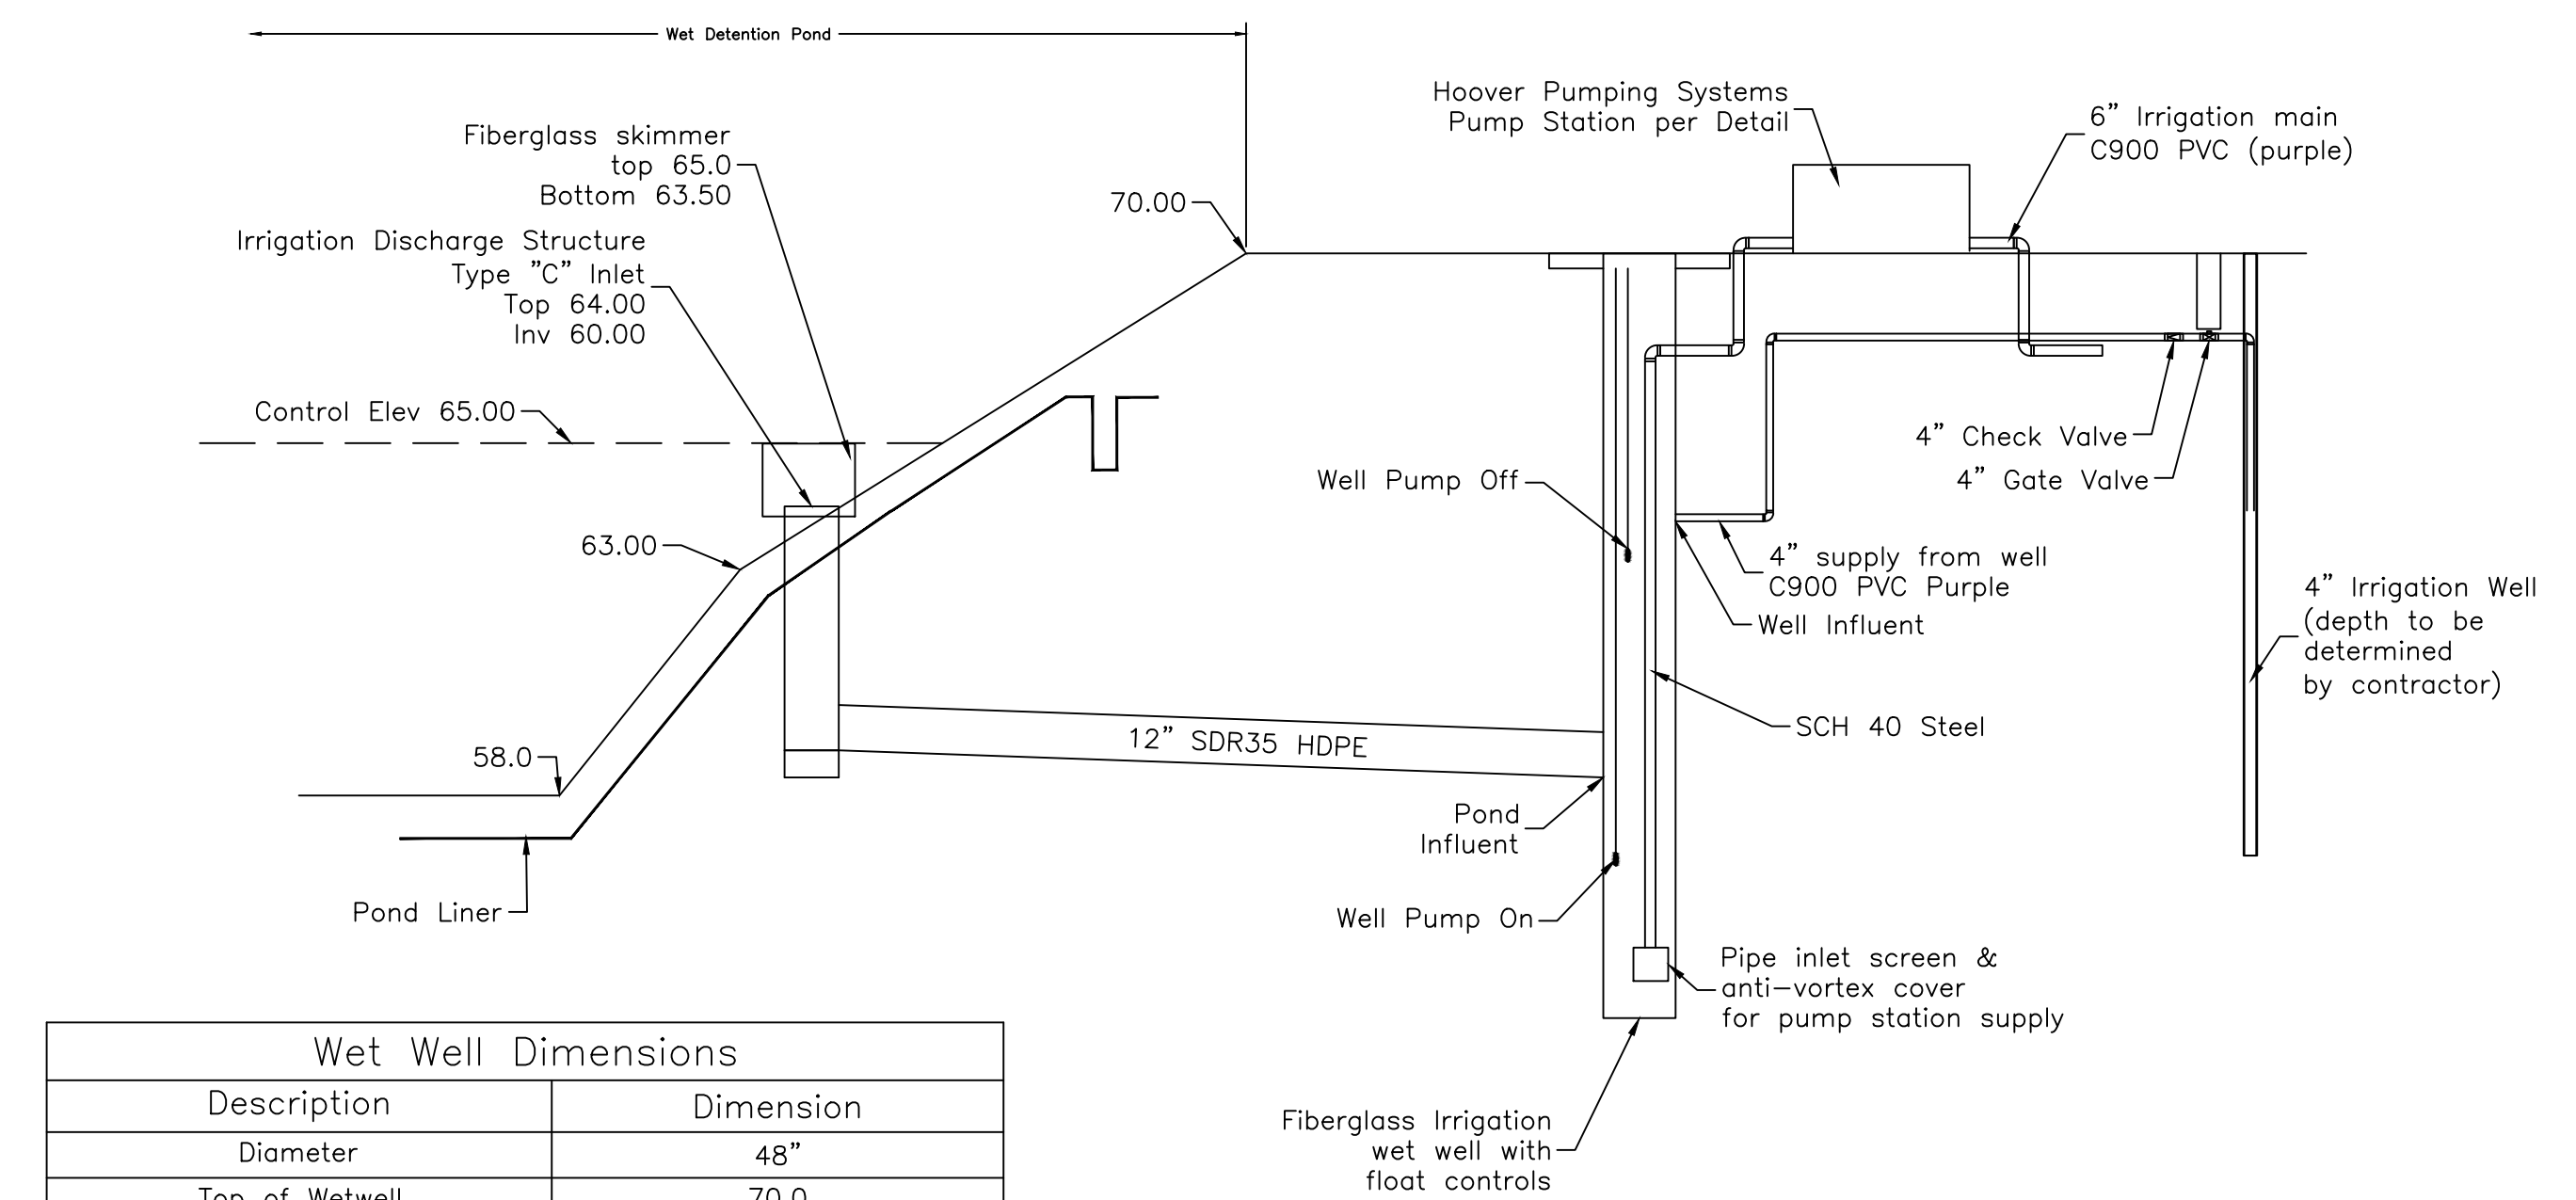 Wet Detention Pond
Hoover Pumping Systems
Pump Station per Detail
6" Irrigation main
C900 PVC (purple)
Fiberglass skimmer
top 65.0
Bottom 63.50
70.00
Irrigation Discharge Structure
Type "C" Inlet
Top 64.00
Inv 60.00
Control Elev 65.00
4" Check Valve
4" Gate Valve
Well Pump Off
63.00
4" supply from well
C900 PVC Purple
Well Influent
4" Irrigation Well
(depth to be
determined
by contractor)
SCH 40 Steel
12" SDR35 HDPE
58.0
Pond
Influent
Pond Liner
Well Pump On
Pipe inlet screen &
anti-vortex cover
for pump station supply
Fiberglass Irrigation
wet well with
float controls
Wet Well Dimensions
Description Dimension
Diameter 48"
Top of Wetwell 70.0